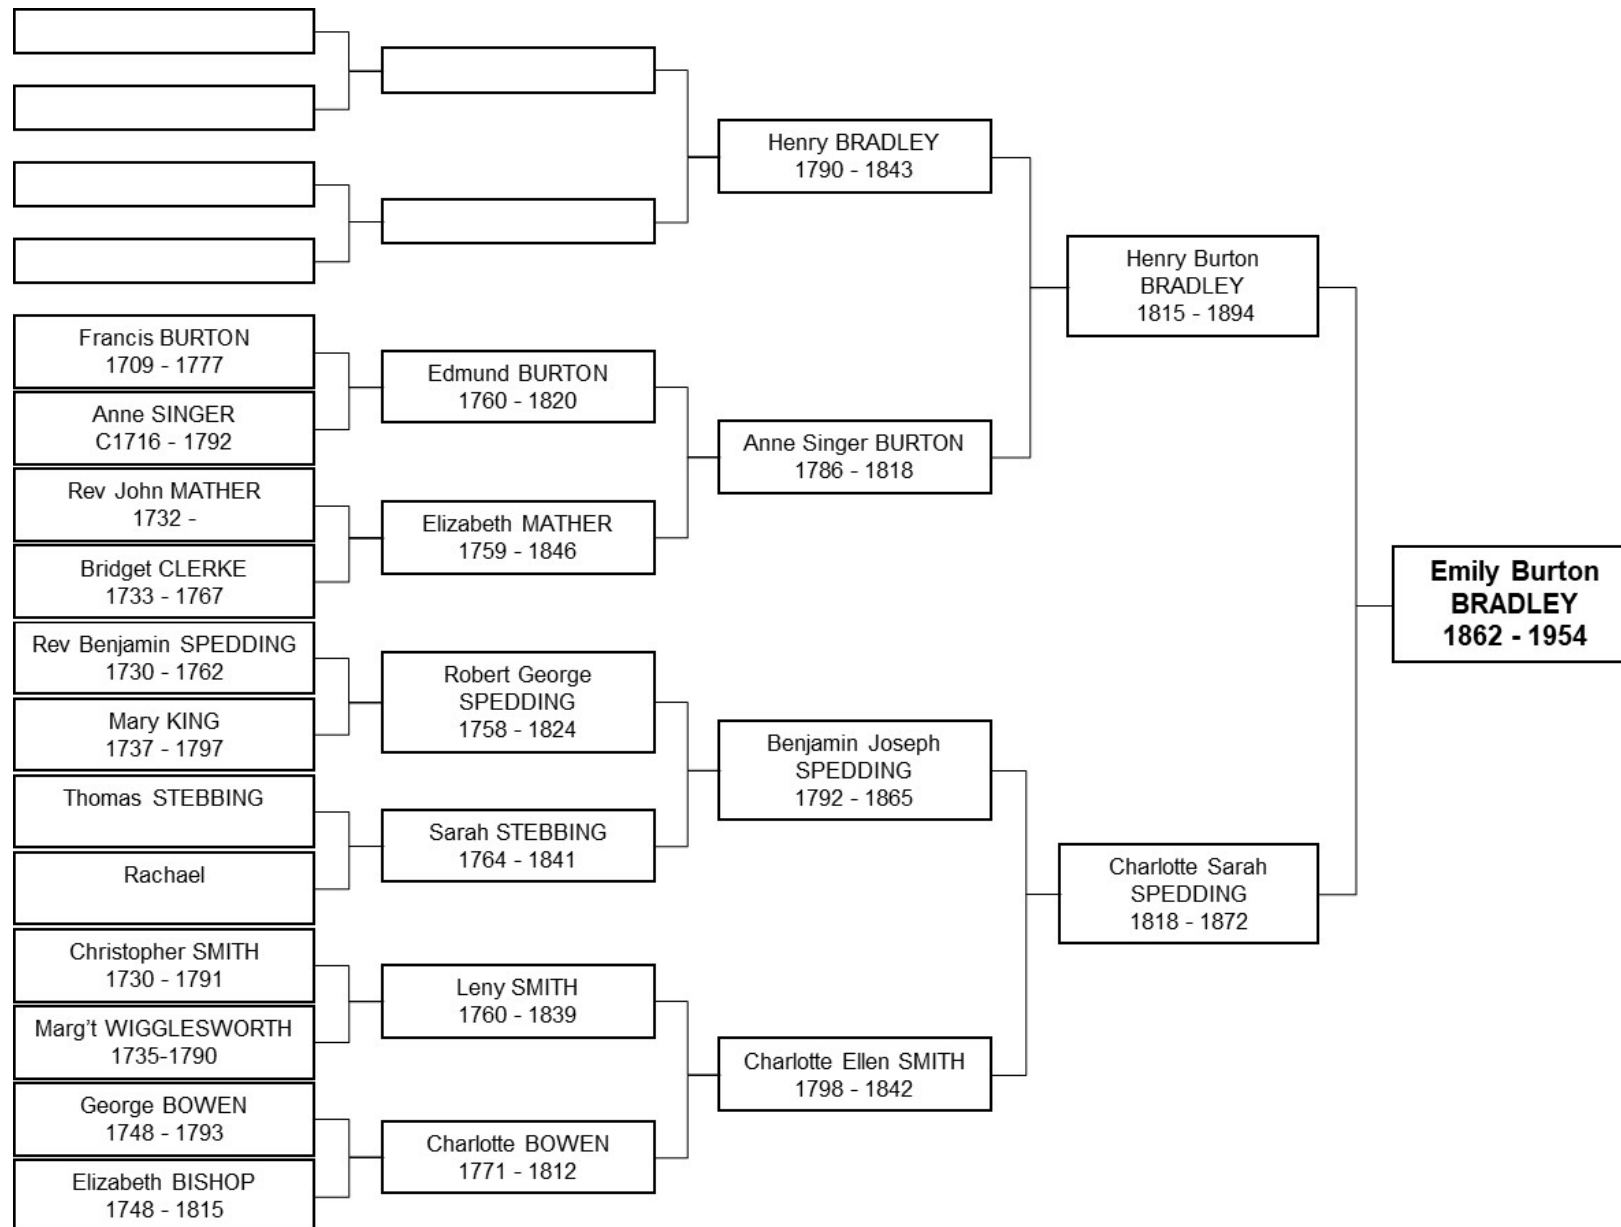 Henry BRADLEY
1790 - 1843
Henry Burton
BRADLEY
1815 - 1894
Francis BURTON
1709 - 1777
Edmund BURTON
1760 - 1820
Anne SINGER
C1716 - 1792
Anne Singer BURTON
1786 - 1818
Rev John MATHER
1732 -
Elizabeth MATHER
1759 - 1846
Bridget CLERKE
1733 - 1767
Emily Burton
BRADLEY
1862 - 1954
Rev Benjamin SPEDDING
1730 - 1762
Robert George
SPEDDING
1758 - 1824
Mary KING
1737 - 1797
Benjamin Joseph
SPEDDING
1792 - 1865
Thomas STEBBING
Sarah STEBBING
1764 - 1841
Rachael
Charlotte Sarah
SPEDDING
1818 - 1872
Christopher SMITH
1730 - 1791
Leny SMITH
1760 - 1839
Marg't WIGGLESWORTH
1735-1790
Charlotte Ellen SMITH
1798 - 1842
George BOWEN
1748 - 1793
Charlotte BOWEN
1771 - 1812
Elizabeth BISHOP
1748 - 1815